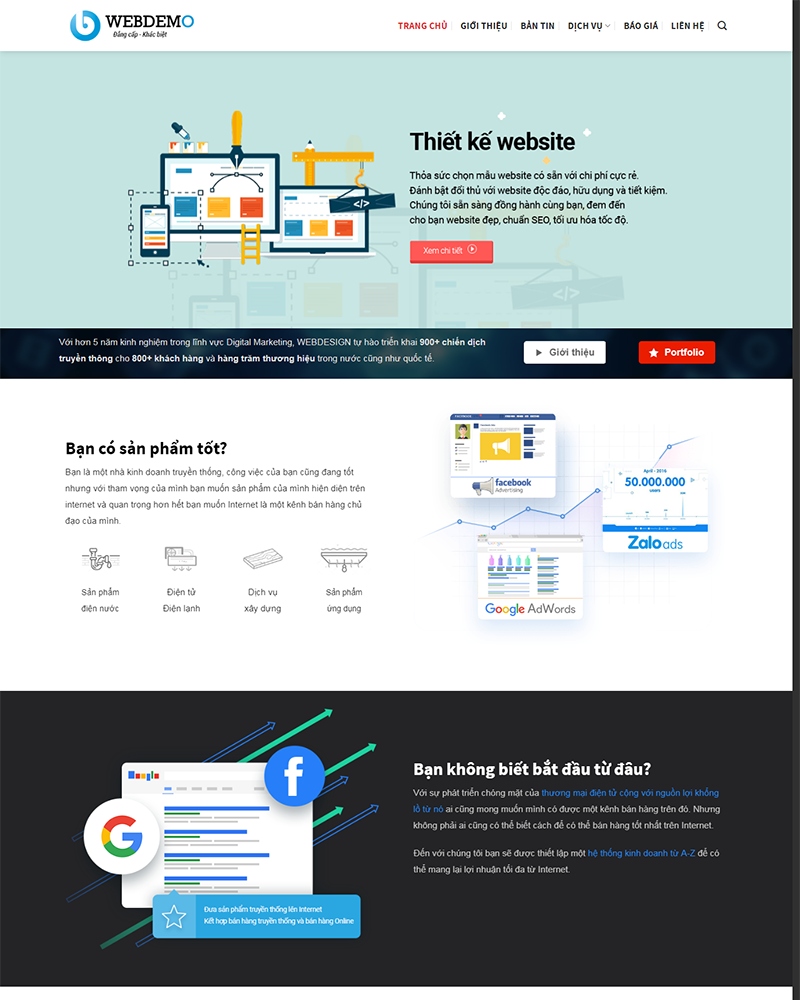 WEBDEMO
Đẳng cấp - Khác biệt
TRANG CHỦ
GIỚI THIỆU
BẢN TIN
DỊCH VỤ
BÁO GIÁ
LIÊN HỆ
Thiết kế website
Thỏa sức chọn mẫu website có sẵn với chi phí cực rẻ.
Đánh bật đối thủ với website độc đáo, hữu dụng và tiết kiệm.
Chúng tôi sẵn sàng đồng hành cùng bạn, đem đến
cho bạn website đẹp, chuẩn SEO, tối ưu hóa tốc độ.
Xem chi tiết
</>
</>
Với hơn 5 năm kinh nghiệm trong lĩnh vực Digital Marketing, WEBDESIGN tự hào triển khai 900+ chiến dịch
truyền thông cho 800+ khách hàng và hàng trăm thương hiệu trong nước cũng như quốc tế.
Giới thiệu
Portfolio
Bạn có sản phẩm tốt?
Bạn là một nhà kinh doanh truyền thống, công việc của bạn cũng đang tốt
nhưng với tham vọng của mình bạn muốn sản phẩm của mình hiện diện trên
internet và quan trọng hơn hết bạn muốn Internet là một kênh bán hàng chủ
đạo của mình.
Sản phẩm
điện nước
Điện tử
Điện lạnh
Dịch vụ
xây dựng
Sản phẩm
ứng dụng
facebook
Advertising
April - 2016
50.000.000
users
Zalo ads
Google AdWords
Google
Bạn không biết bắt đầu từ đâu?
Với sự phát triển chóng mặt của thương mại điện tử cộng với nguồn lợi khổng
lồ từ nó ai cũng mong muốn mình có được một kênh bán hàng trên đó. Nhưng
không phải ai cũng có thể biết cách để có thể bán hàng tốt nhất trên Internet.
Đến với chúng tôi bạn sẽ được thiết lập một hệ thống kinh doanh từ A-Z để có
thể mang lại lợi nhuận tối đa từ Internet.
Đưa sản phẩm truyền thống lên Internet
Kết hợp bán hàng truyền thống và bán hàng Online